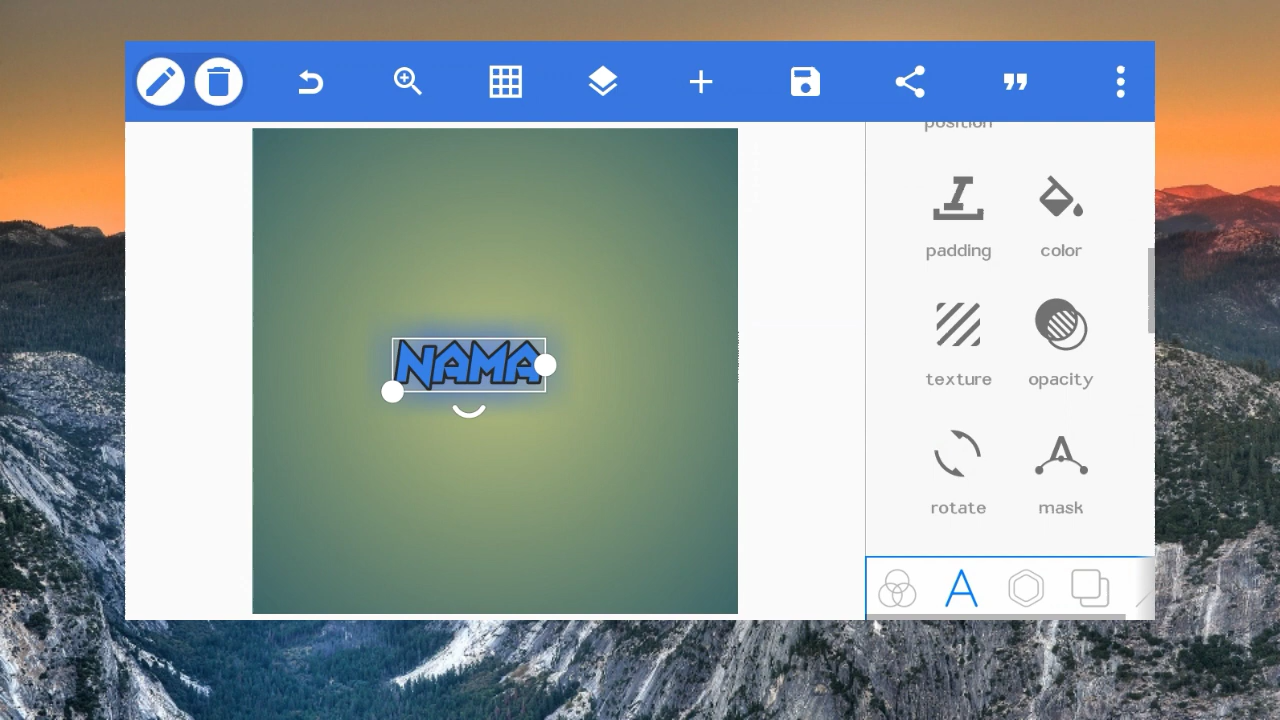 position
padding color
NAMA
texture opacity
rotate mask